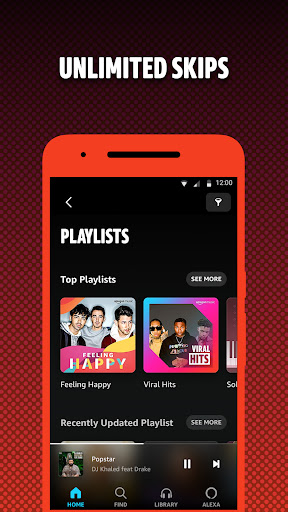 UNLIMITED SKIPS
12:00
PLAYLISTS
Top Playlists
SEE MORE
FEELING
HAPPY
VIRAL
HITS
Feeling Happy
Viral Hits
Sol
Recently Updated Playlist
SEE MORE
Popstar
DJ Khaled feat Drake
HOME
FIND
LIBRARY
ALEXA